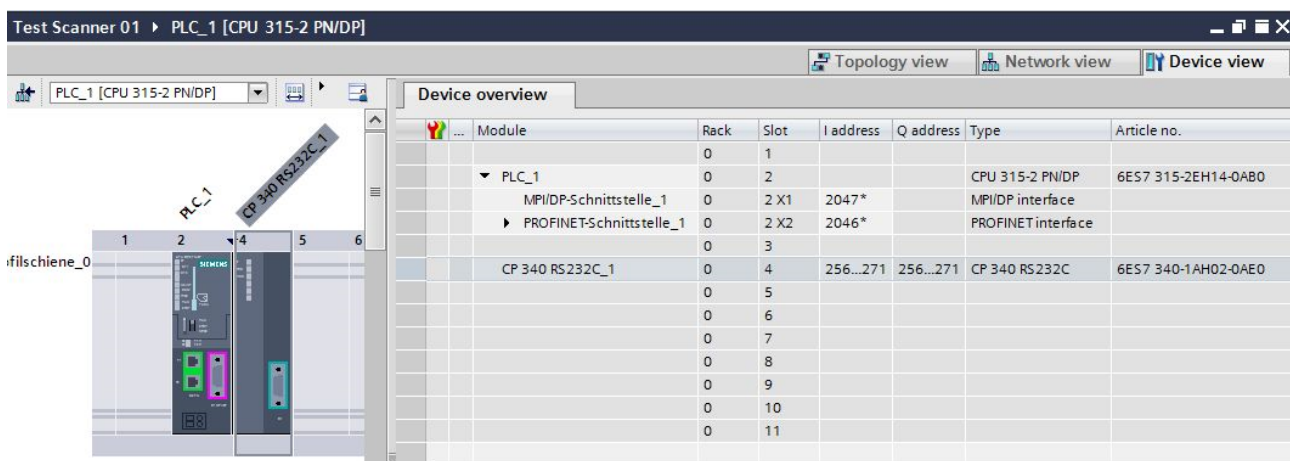 Test Scanner 01 ▸ PLC_1 [CPU 315-2 PN/DP]
Topology view Network view Device view
PLC_1 [CPU 315-2 PN/DP]
Device overview
... Module Rack Slot I address Q address Type Article no.
0 1
PLC_1 0 2 CPU 315-2 PN/DP 6ES7 315-2EH14-0AB0
MPI/DP-Schnittstelle_1 0 2 X1 2047* MPI/DP interface
PROFINET-Schnittstelle_1 0 2 X2 2046* PROFINET interface
0 3
CP 340 RS232C_1 0 4 256...271 256...271 CP 340 RS232C 6ES7 340-1AH02-0AE0
0 5
0 6
0 7
0 8
0 9
0 10
0 11
PLC_1
CP 340 RS232C_1
1 2 4 5 6
ofilschiene_0
SIEMENS